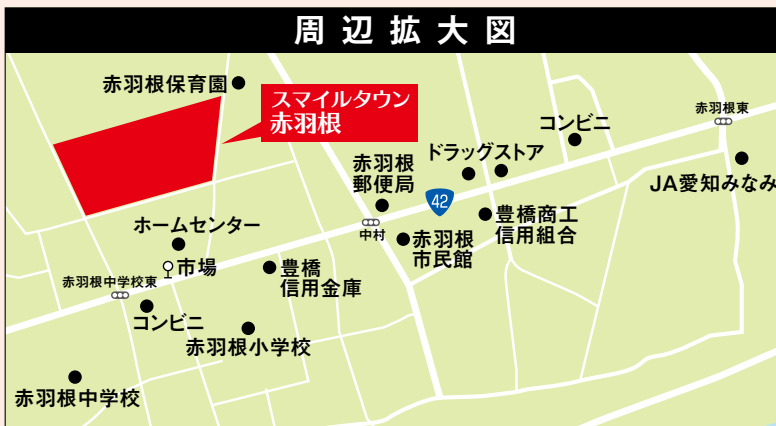 周辺拡大図
赤羽根保育園
スマイルタウン
赤羽根
コンビニ
赤羽根東
ドラッグストア
赤羽根
郵便局
JA愛知みなみ
42
豊橋商工
信用組合
ホームセンター
中村
赤羽根
市民館
市場
豊橋
信用金庫
赤羽根中学校東
コンビニ
赤羽根小学校
赤羽根中学校